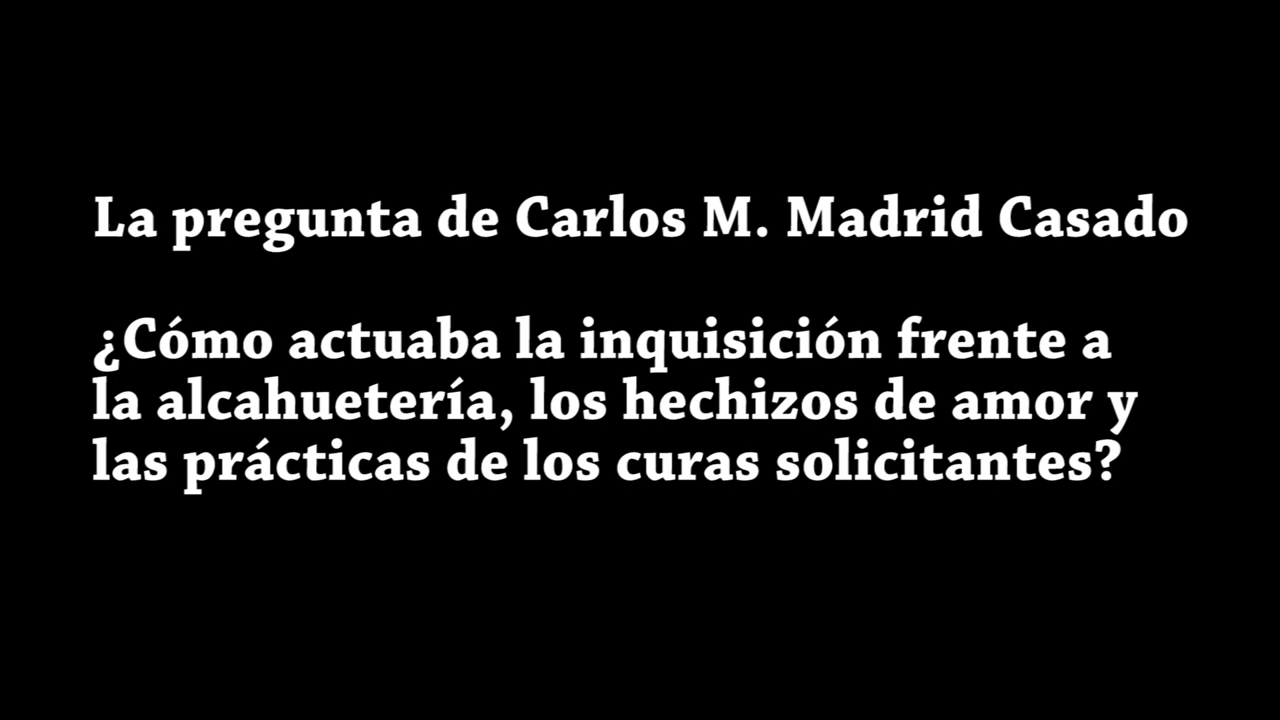 La pregunta de Carlos M. Madrid Casado
¿Cómo actuaba la inquisición frente a
la alcahuetería, los hechizos de amor y
las prácticas de los curas solicitantes?